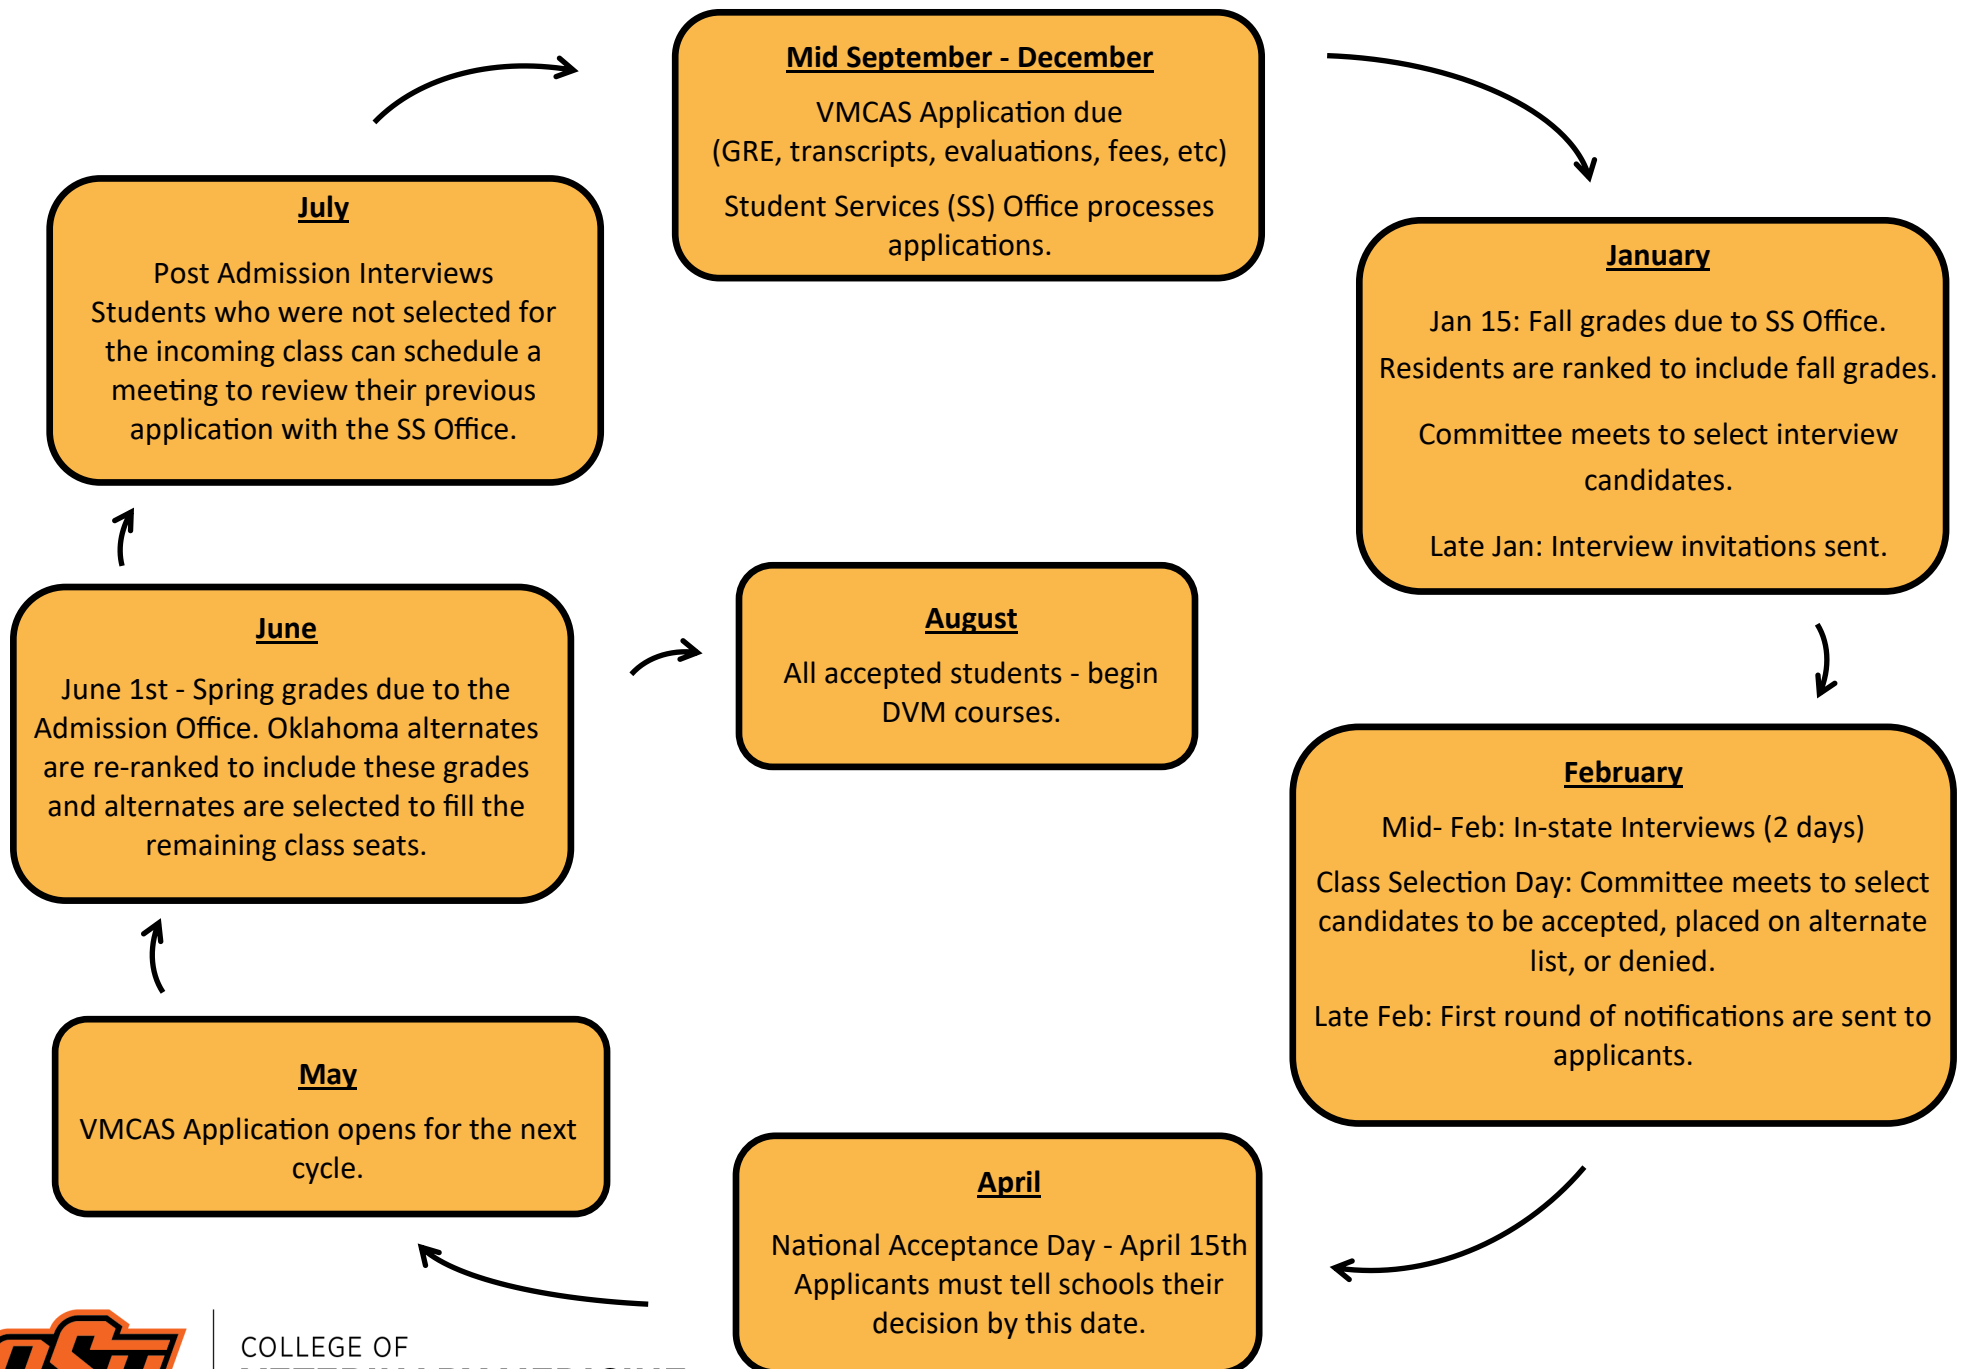 Mid September - December
VMCAS Application due
(GRE, transcripts, evaluations, fees, etc)
Student Services (SS) Office processes
applications.
January
Jan 15: Fall grades due to SS Office.
Residents are ranked to include fall grades.
Committee meets to select interview
candidates.
Late Jan: Interview invitations sent.
February
Mid- Feb: In-state Interviews (2 days)
Class Selection Day: Committee meets to select
candidates to be accepted, placed on alternate
list, or denied.
Late Feb: First round of notifications are sent to
applicants.
April
National Acceptance Day - April 15th
Applicants must tell schools their
decision by this date.
May
VMCAS Application opens for the next
cycle.
June
June 1st - Spring grades due to the
Admission Office. Oklahoma alternates
are re-ranked to include these grades
and alternates are selected to fill the
remaining class seats.
July
Post Admission Interviews
Students who were not selected for
the incoming class can schedule a
meeting to review their previous
application with the SS Office.
August
All accepted students - begin
DVM courses.
OSU
COLLEGE OF